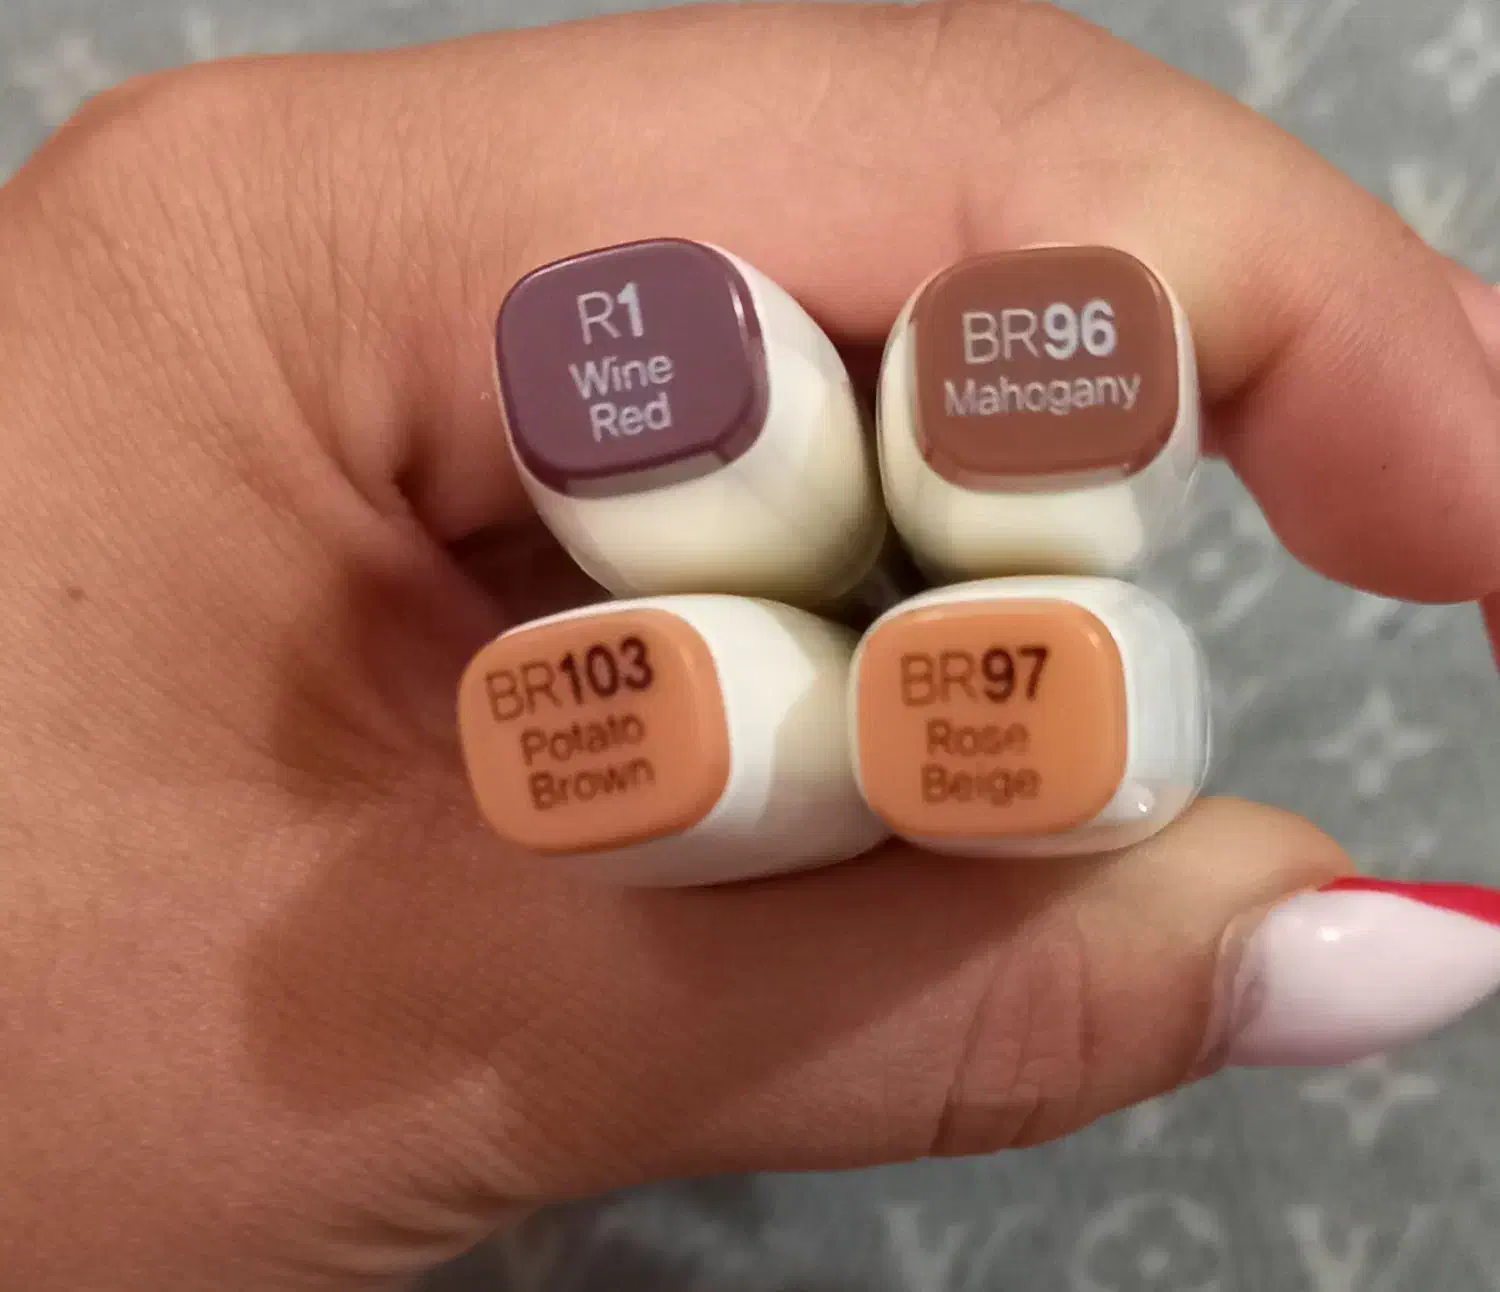 R1
Wine
Red
BR96
Mahogany
BR103
Potato
Brown
BR97
Rose
Beige